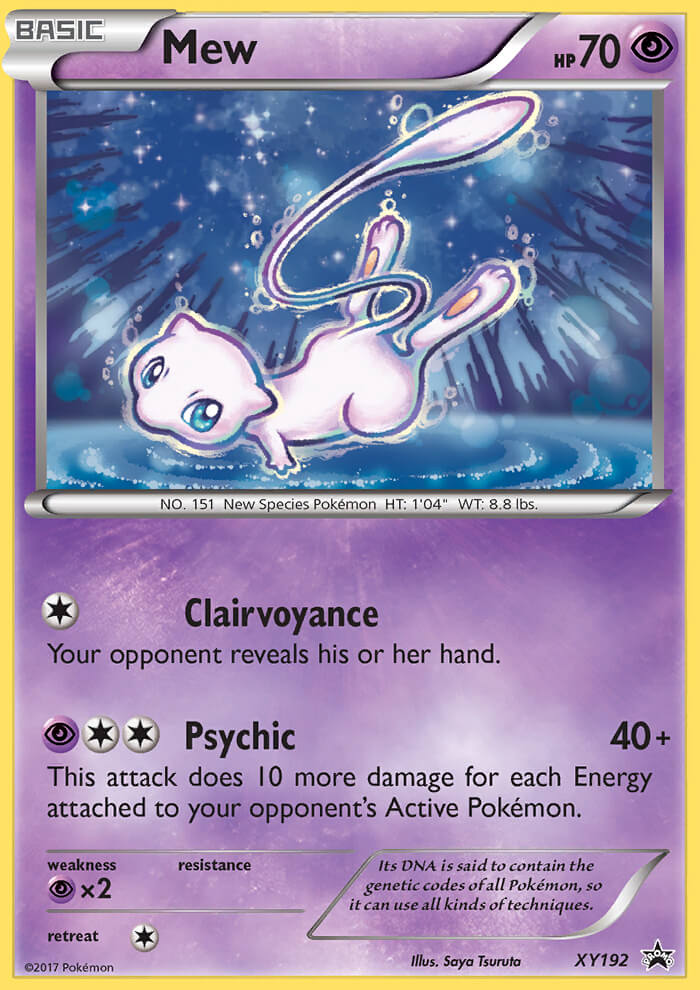 BASIC
Mew
HP70
NO. 151 New Species Pokémon HT: 1'04" WT: 8.8 lbs.
Clairvoyance
Your opponent reveals his or her hand.
Psychic 40+
This attack does 10 more damage for each Energy
attached to your opponent's Active Pokémon.
weakness resistance
×2
retreat
Its DNA is said to contain the
genetic codes of all Pokémon, so
it can use all kinds of techniques.
©2017 Pokémon
Illus. Saya Tsuruta
XY192
PROMO